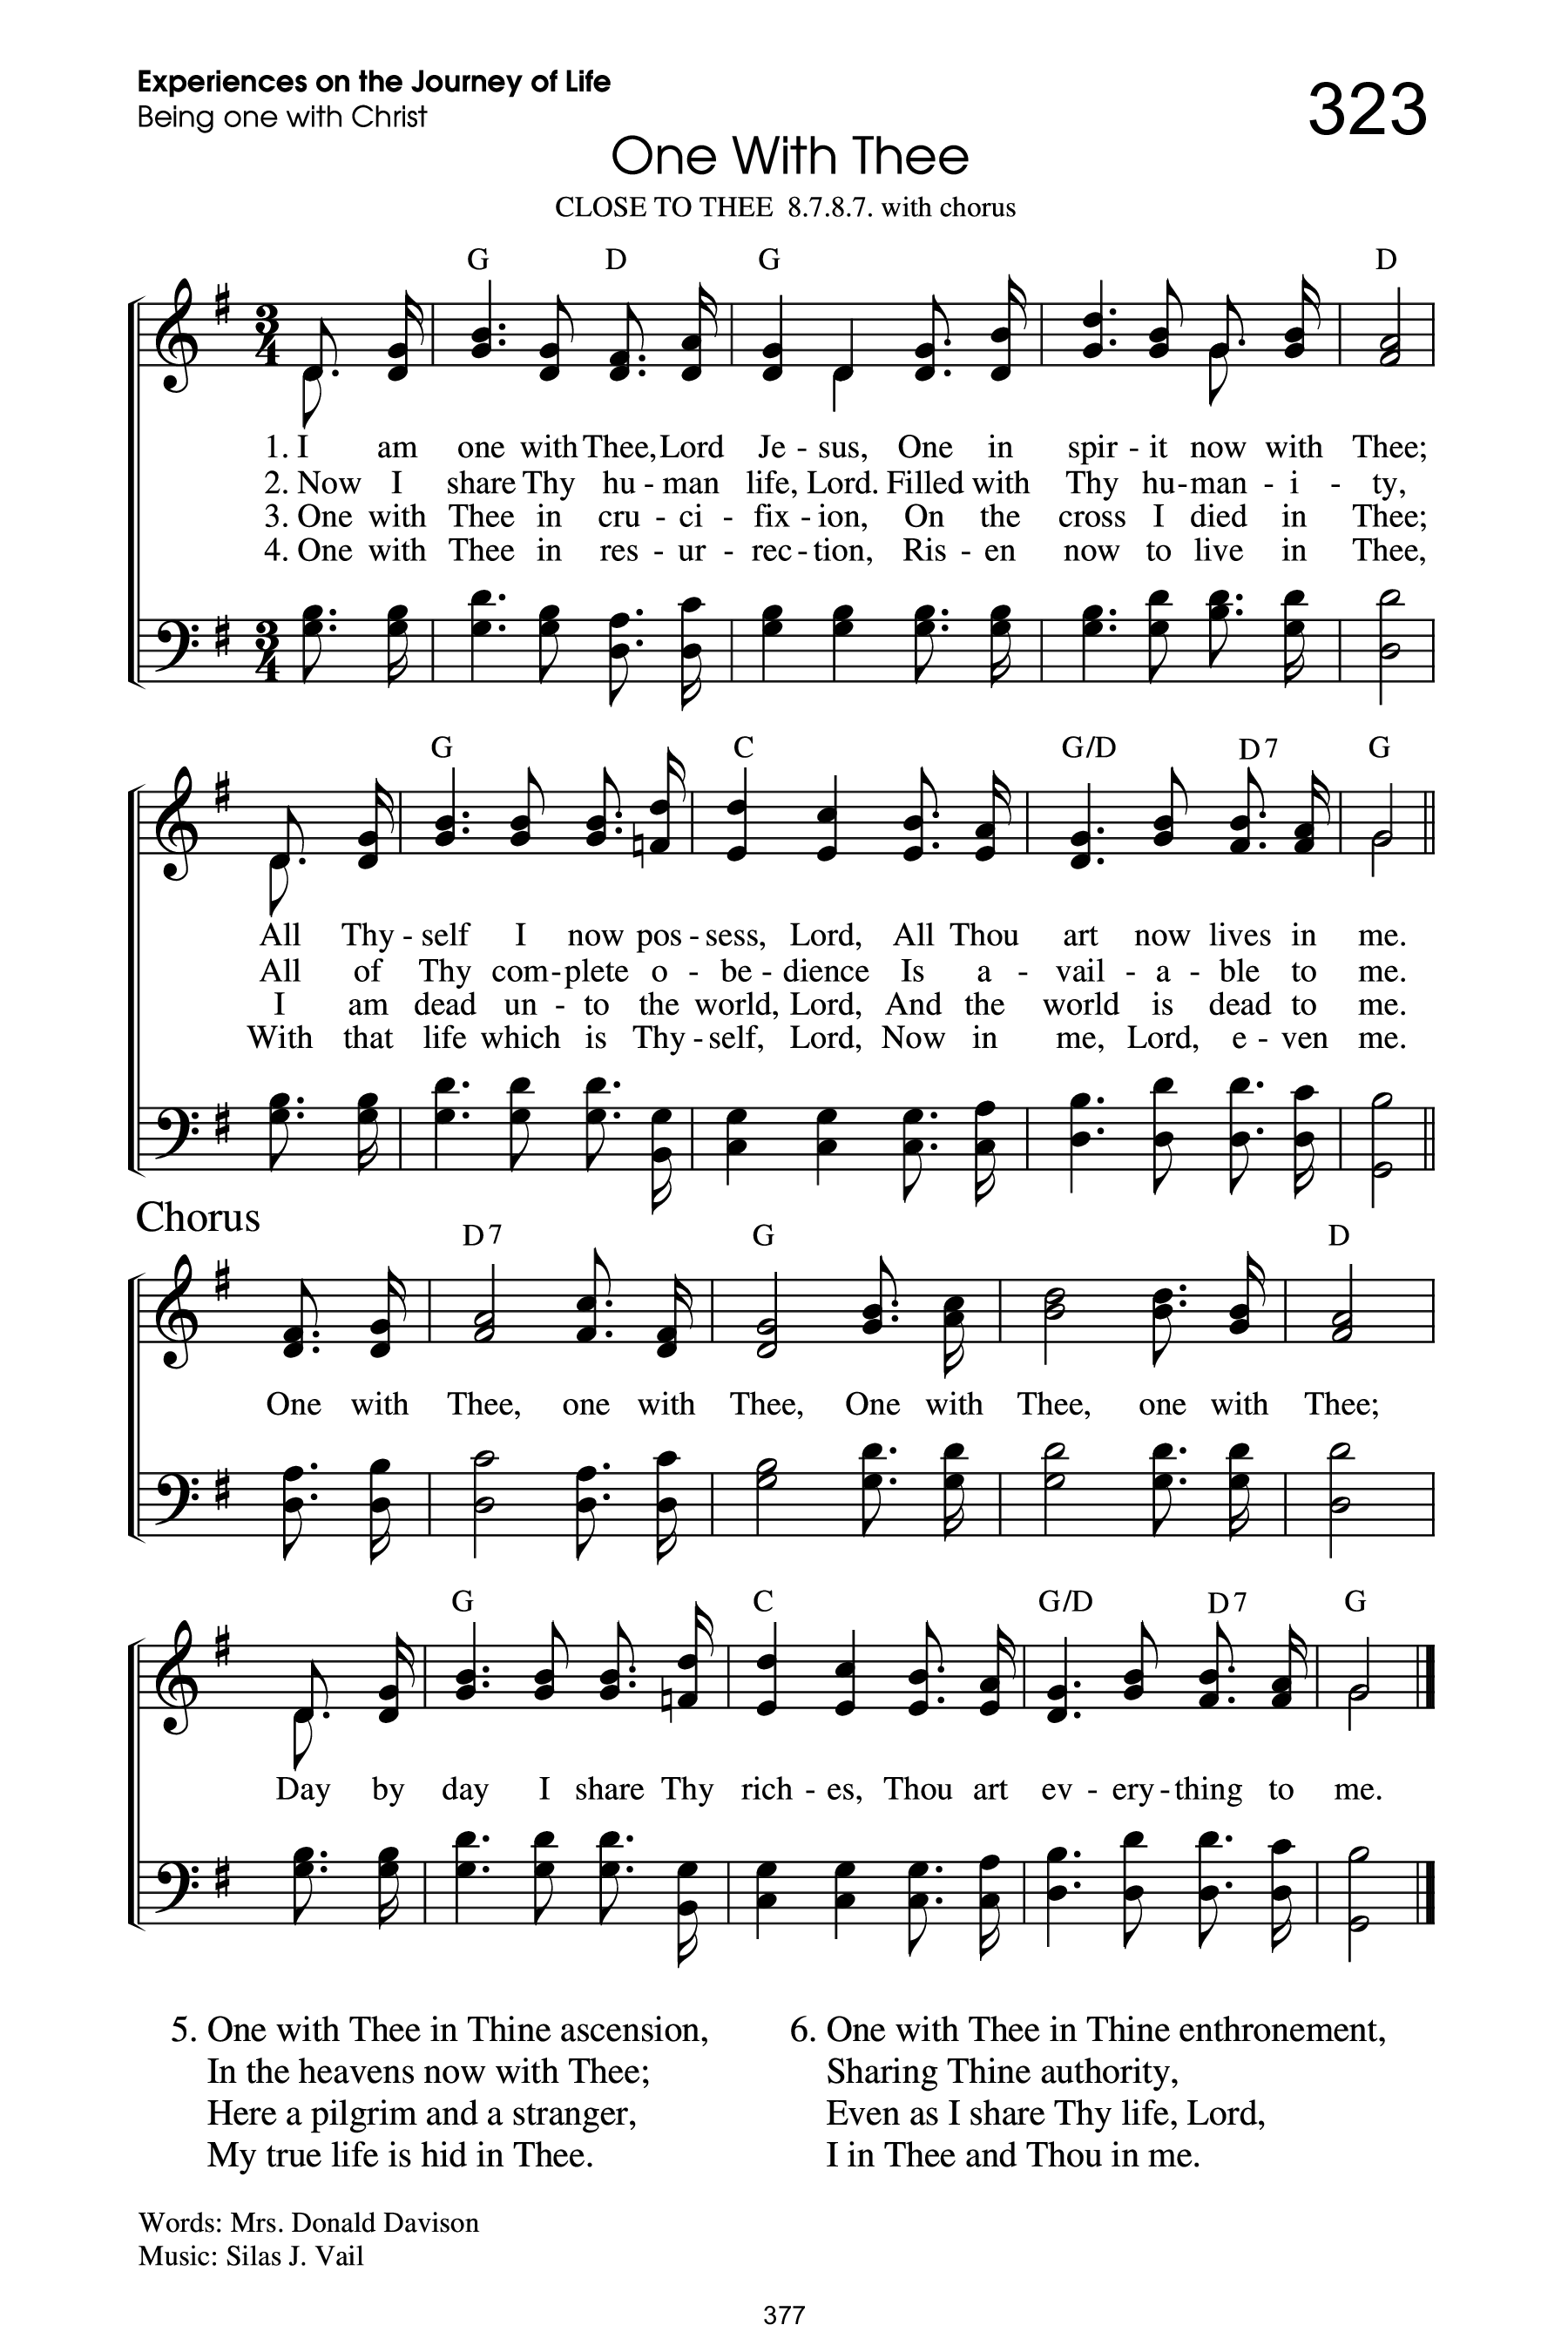 Experiences on the Journey of Life
323
Being one with Christ
One With Thee
CLOSE TO THEE 8.7.8.7. with chorus
G D G D
1. I am one with Thee, Lord Je - sus, One in spir - it now with Thee;
2. Now I share Thy hu - man life, Lord. Filled with Thy hu - man - i - ty,
3. One with Thee in cru - ci - fix - ion, On the cross I died in Thee;
4. One with Thee in res - ur - rec - tion, Ris - en now to live in Thee,
G C G/D D7 G
All Thy - self I now pos - sess, Lord, All Thou art now lives in me.
All of Thy com - plete o - be - dience Is a - vail - a - ble to me.
I am dead un - to the world, Lord, And the world is dead to me.
With that life which is Thy - self, Lord, Now in me, Lord, e - ven me.
Chorus
D7 G D
One with Thee, one with Thee, One with Thee, one with Thee;
G C G/D D7 G
Day by day I share Thy rich - es, Thou art ev - ery - thing to me.
5. One with Thee in Thine ascension,
In the heavens now with Thee;
Here a pilgrim and a stranger,
My true life is hid in Thee.
6. One with Thee in Thine enthronement,
Sharing Thine authority,
Even as I share Thy life, Lord,
I in Thee and Thou in me.
Words: Mrs. Donald Davison
Music: Silas J. Vail
377